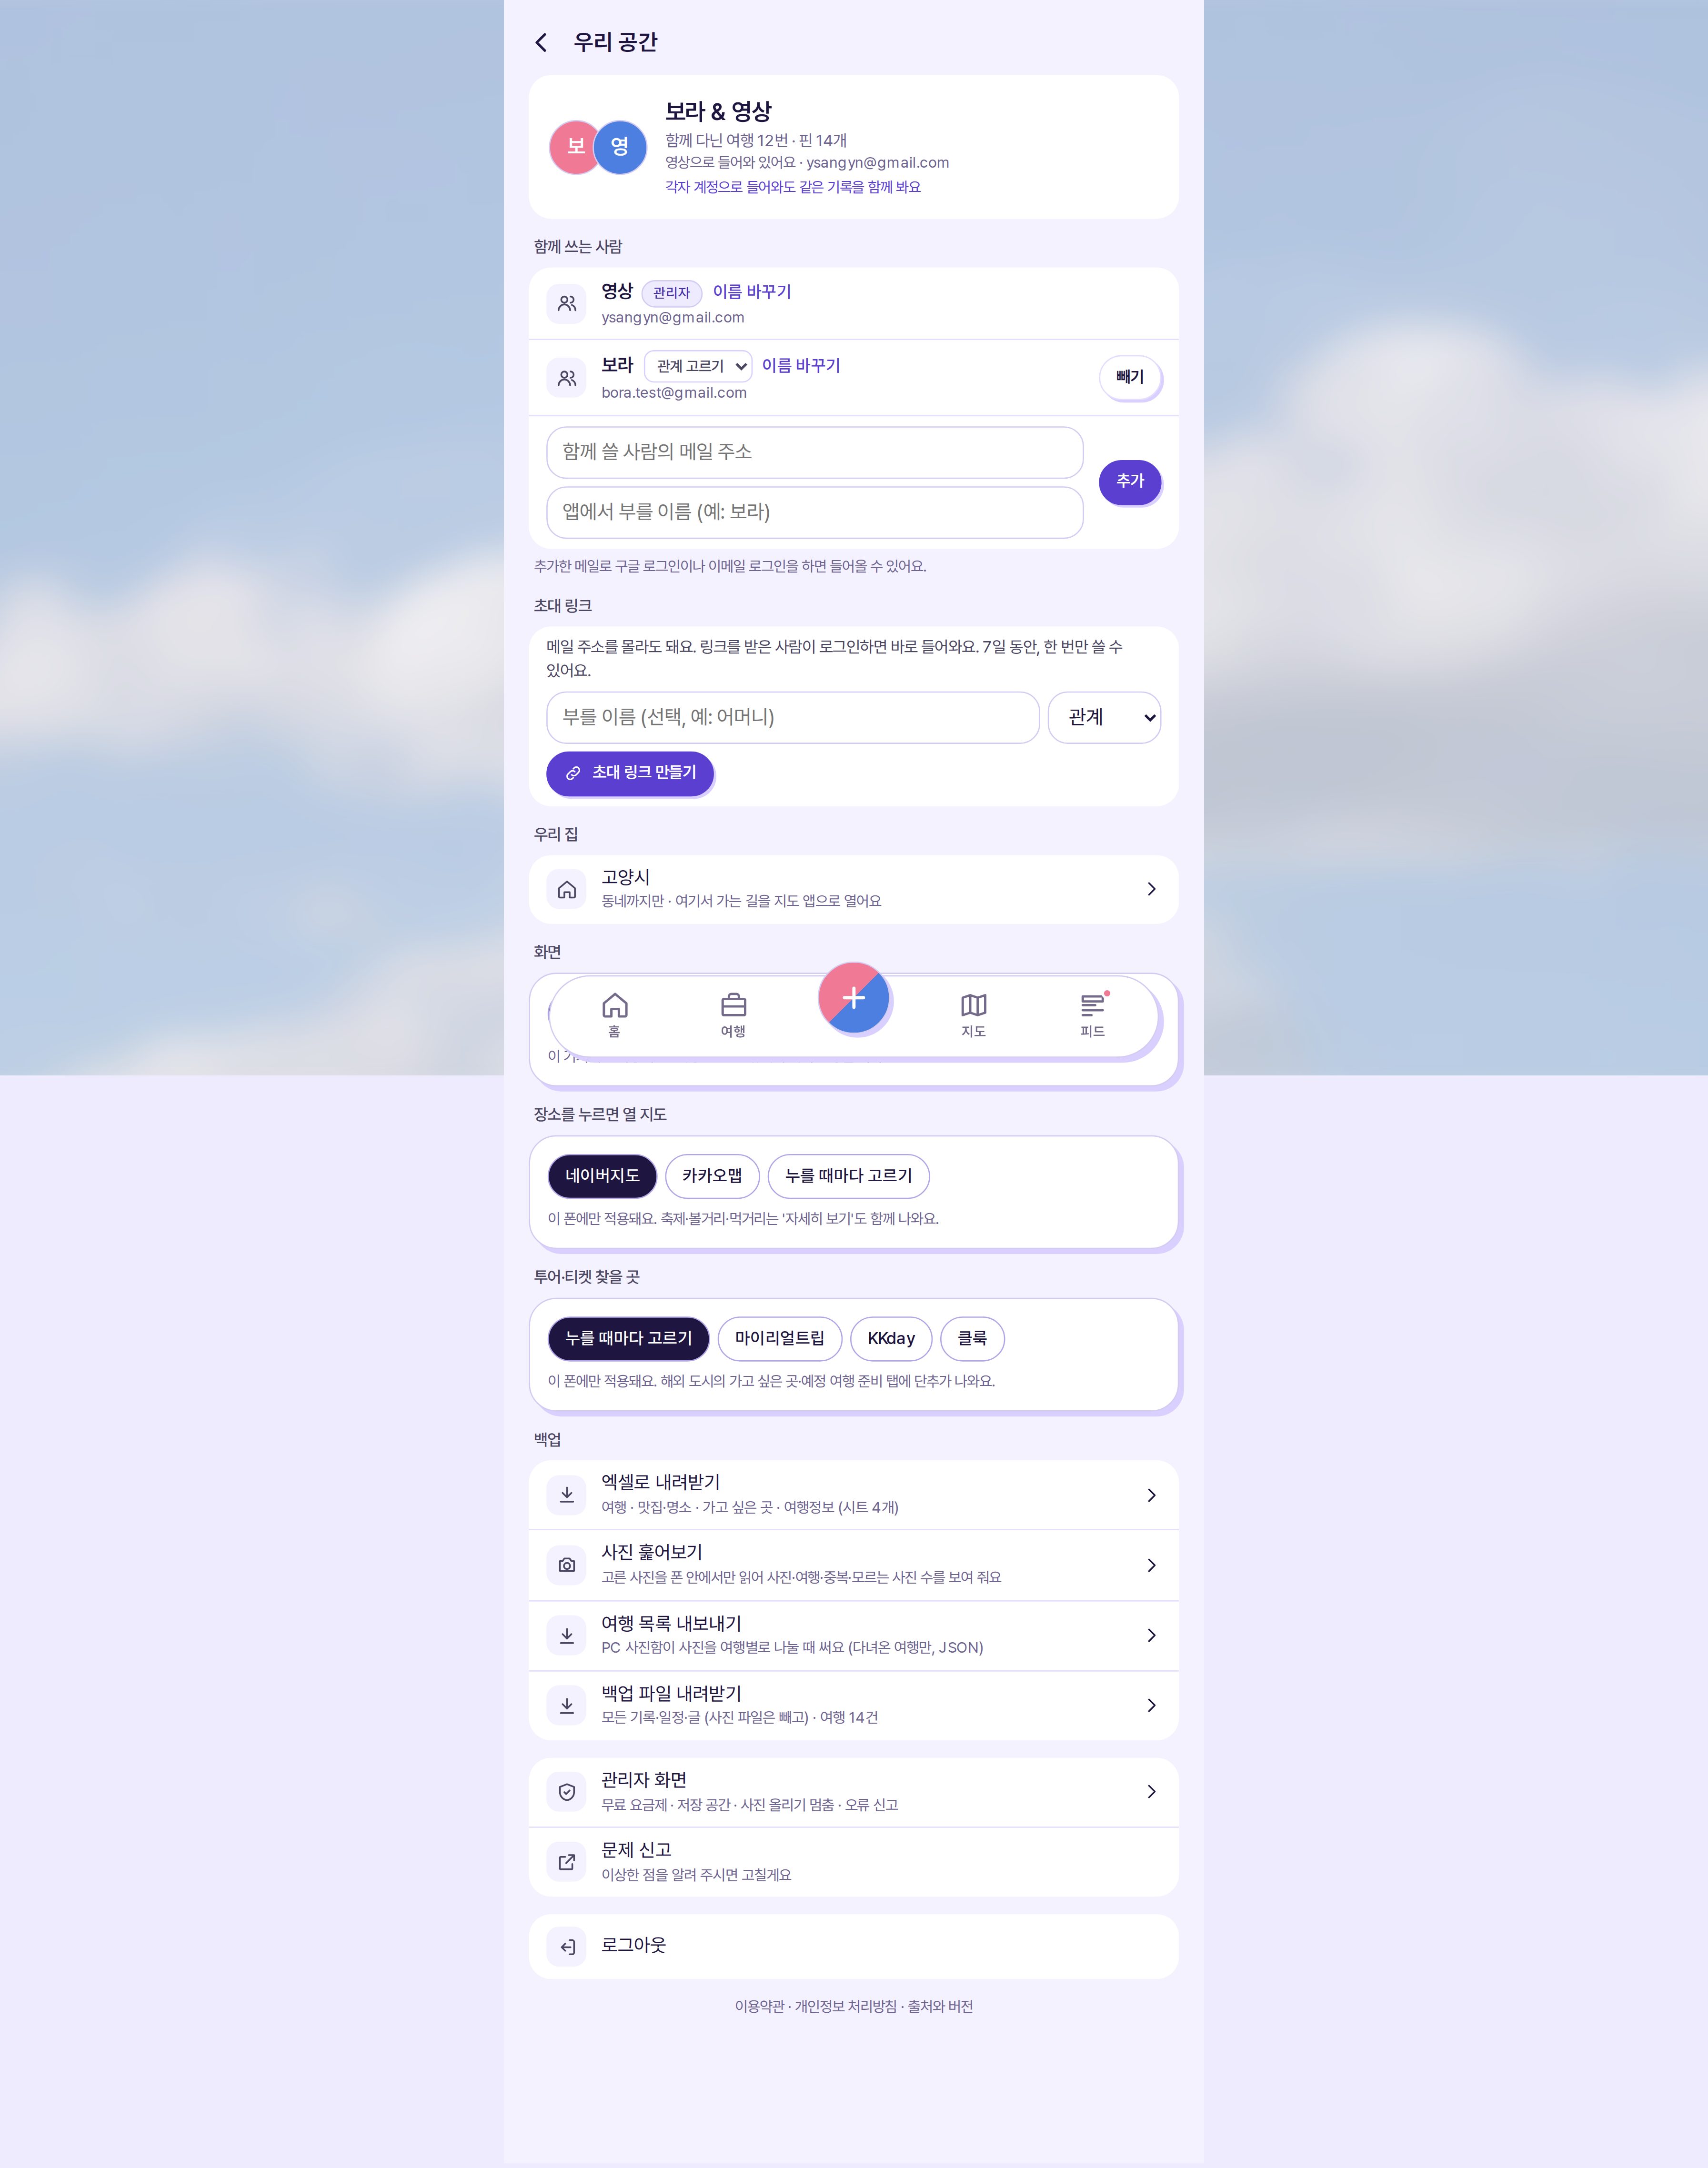 우리 공간
보
영
보라 & 영상
함께 다닌 여행 12번 · 핀 14개
영상으로 들어와 있어요 · ysangyn@gmail.com
각자 계정으로 들어와도 같은 기록을 함께 봐요
함께 쓰는 사람
영상 관리자 이름 바꾸기
ysangyn@gmail.com
보라 관계 고르기 이름 바꾸기
bora.test@gmail.com
빼기
함께 쓸 사람의 메일 주소
앱에서 부를 이름 (예: 보라)
추가
추가한 메일로 구글 로그인이나 이메일 로그인을 하면 들어올 수 있어요.
초대 링크
메일 주소를 몰라도 돼요. 링크를 받은 사람이 로그인하면 바로 들어와요. 7일 동안, 한 번만 쓸 수
있어요.
부를 이름 (선택, 예: 어머니)
관계
초대 링크 만들기
우리 집
고양시
동네까지만 · 여기서 가는 길을 지도 앱으로 열어요
화면
홈
여행
지도
피드
이
장소를 누르면 열 지도
네이버지도
카카오맵
누를 때마다 고르기
이 폰에만 적용돼요. 축제·볼거리·먹거리는 '자세히 보기'도 함께 나와요.
투어·티켓 찾을 곳
누를 때마다 고르기
마이리얼트립
KKday
클룩
이 폰에만 적용돼요. 해외 도시의 가고 싶은 곳·예정 여행 준비 탭에 단추가 나와요.
백업
엑셀로 내려받기
여행 · 맛집·명소 · 가고 싶은 곳 · 여행정보 (시트 4개)
사진 훑어보기
고른 사진을 폰 안에서만 읽어 사진·여행·중복·모르는 사진 수를 보여 줘요
여행 목록 내보내기
PC 사진함이 사진을 여행별로 나눌 때 써요 (다녀온 여행만, JSON)
백업 파일 내려받기
모든 기록·일정·글 (사진 파일은 빼고) · 여행 14건
관리자 화면
무료 요금제 · 저장 공간 · 사진 올리기 멈춤 · 오류 신고
문제 신고
이상한 점을 알려 주시면 고칠게요
로그아웃
이용약관 · 개인정보 처리방침 · 출처와 버전